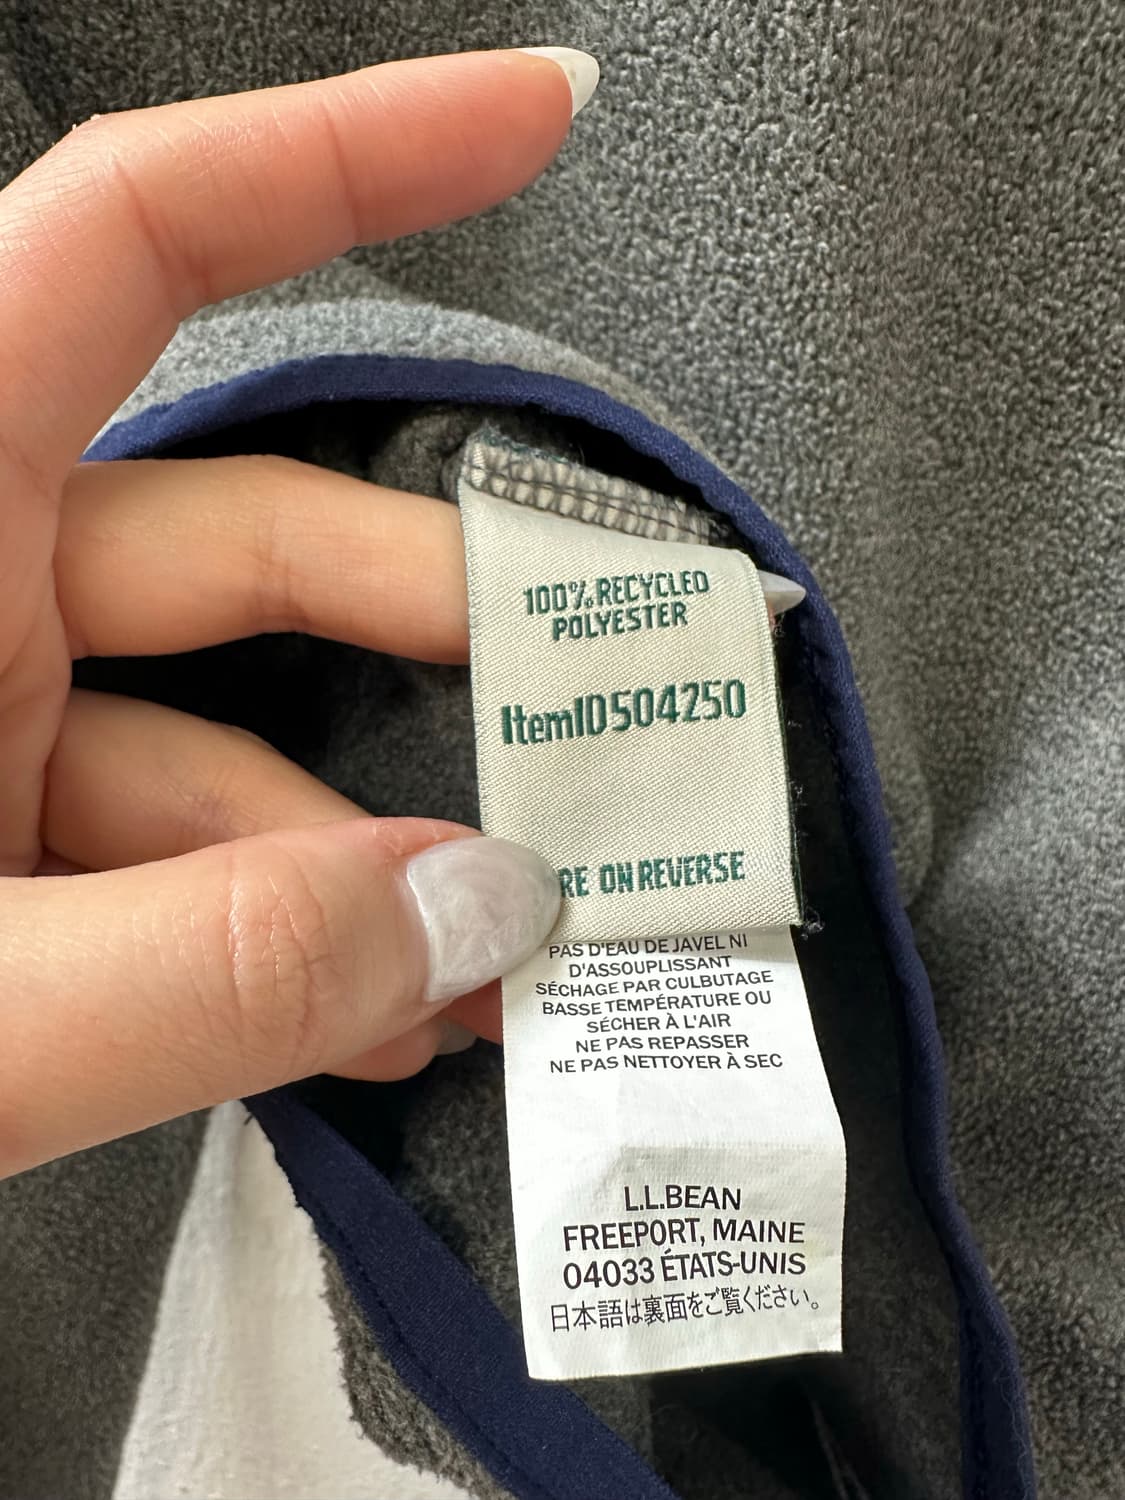 100% RECYCLED
POLYESTER
ItemID 504250
RE ON REVERSE
PAS D'EAU DE JAVEL NI
D'ASSOUPLISSANT
SÉCHAGE PAR CULBUTAGE
BASSE TEMPÉRATURE OU
SÉCHER À L'AIR
NE PAS REPASSER
NE PAS NETTOYER À SEC
L.L.BEAN
FREEPORT, MAINE
04033 ÉTATS-UNIS
日本語は裏面をご覧ください。